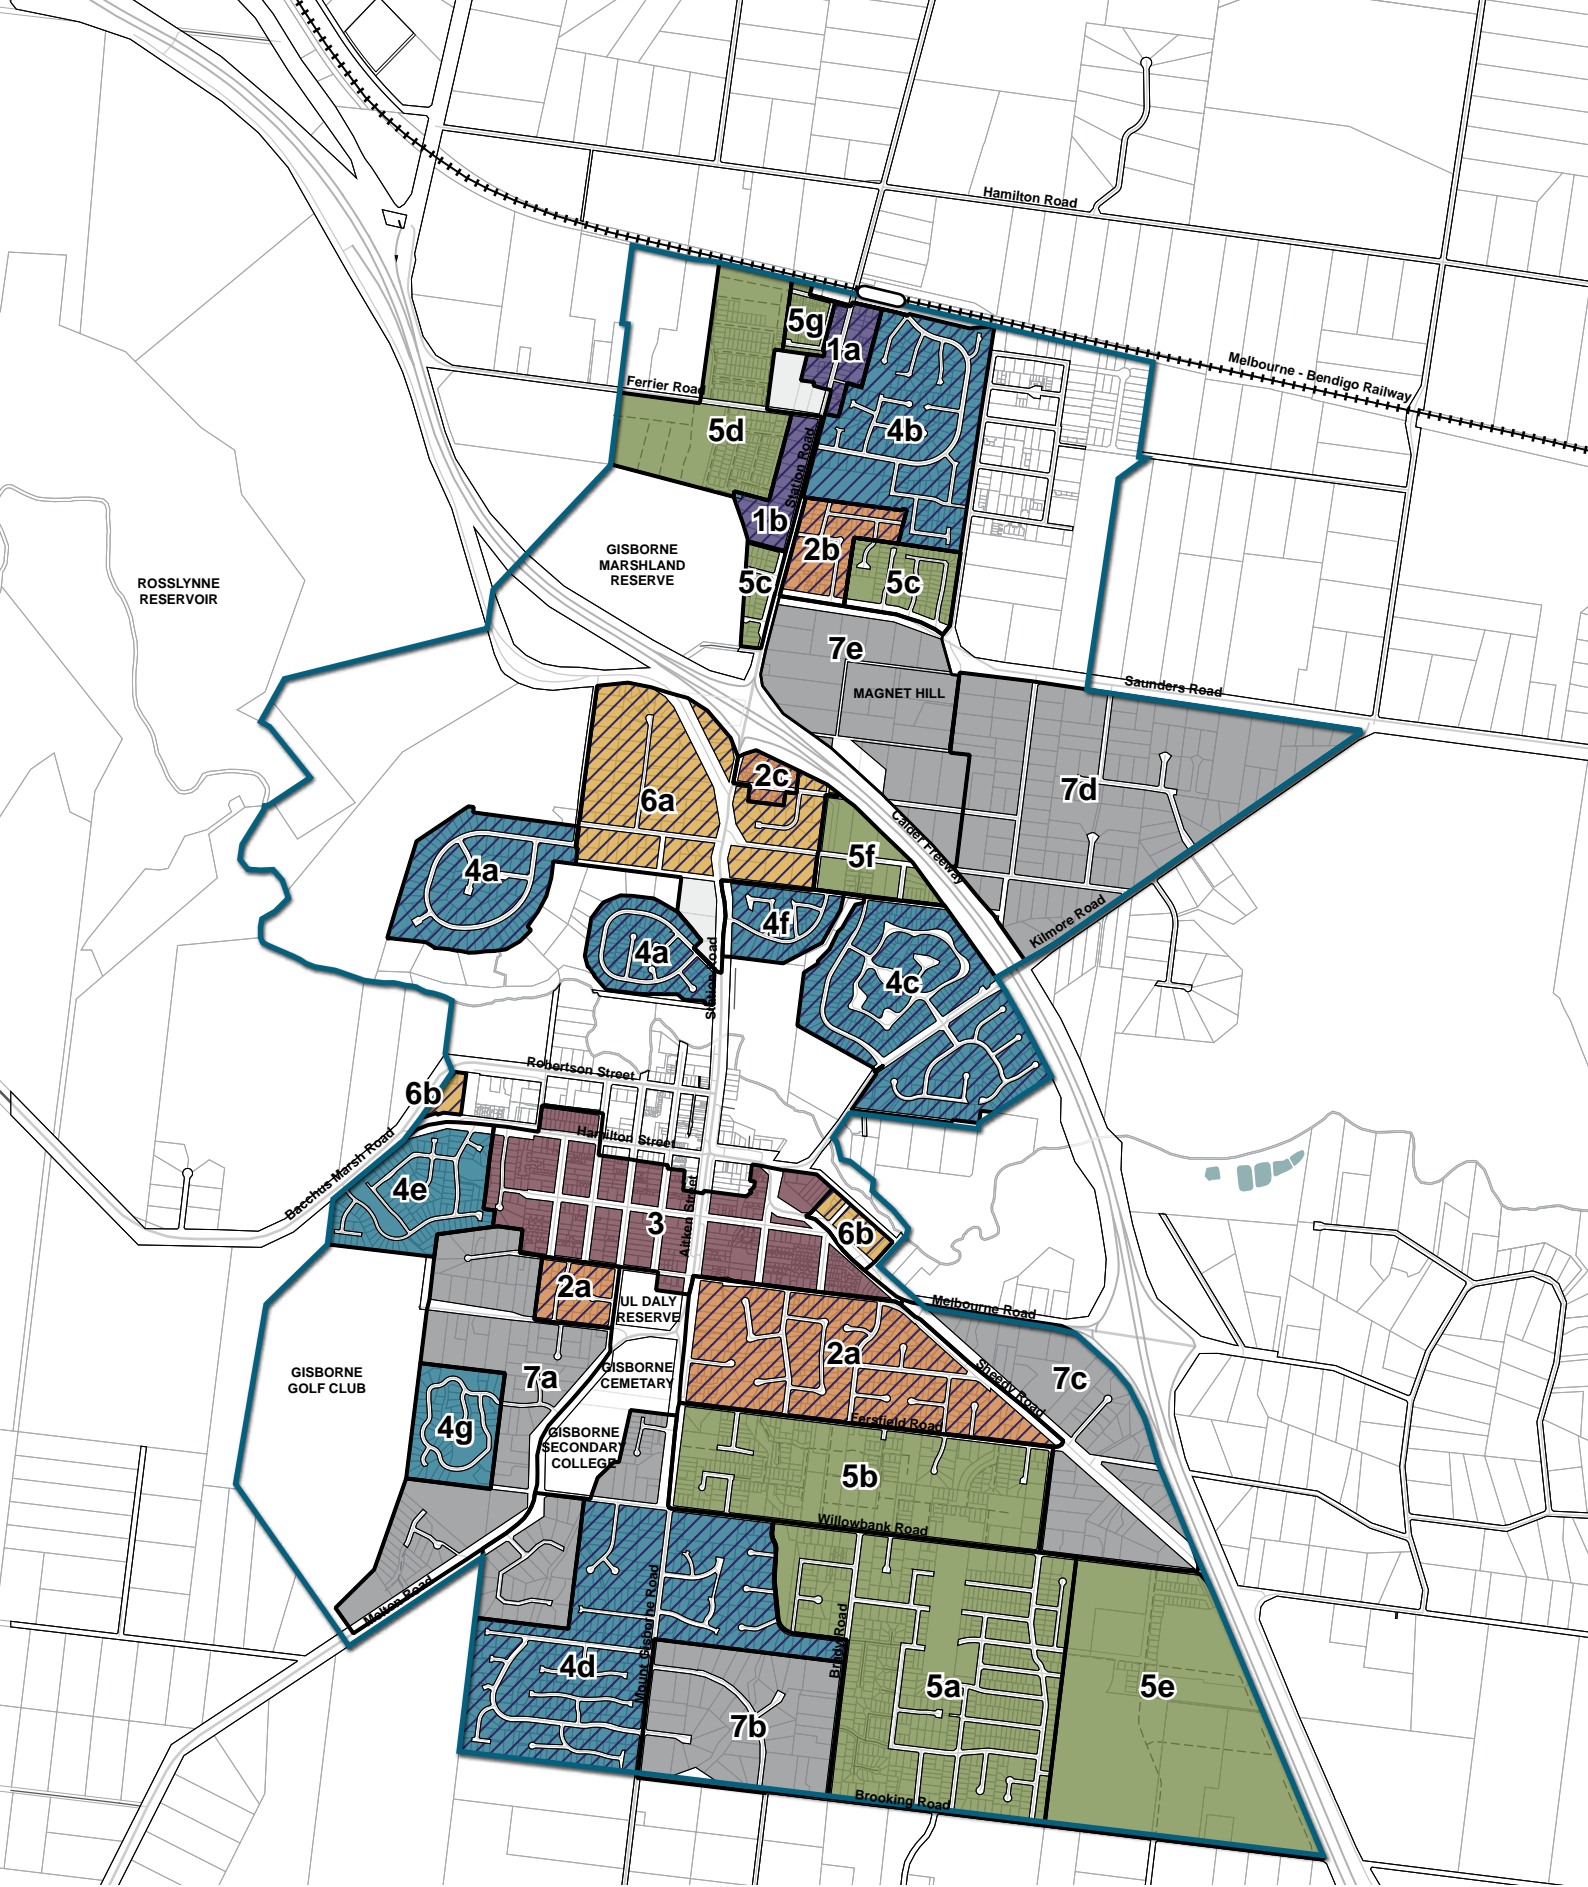 Hamilton Road
Melbourne - Bendigo Railway
5g
1a
Ferrier Road
5d
4b
Station Road
1b
2b
GISBORNE
MARSHLAND
RESERVE
ROSSLYNNE
RESERVOIR
5c
5c
7e
MAGNET HILL
Saunders Road
2c
6a
7d
Calder Freeway
5f
4a
Kilmore Road
4f
4a
4c
Station Road
Robertson Street
6b
Hamilton Street
Bacchus Marsh Road
4e
3
Aitken Street
6b
2a
UL DALY
RESERVE
Melbourne Road
2a
GISBORNE
CEMETARY
GISBORNE
GOLF CLUB
7a
Sheedy Road
7c
4g
Fersfield Road
GISBORNE
SECONDARY
COLLEGE
5b
Willowbank Road
Melton Road
Mount Gisborne Road
Brady Road
4d
5a
5e
7b
Brooking Road